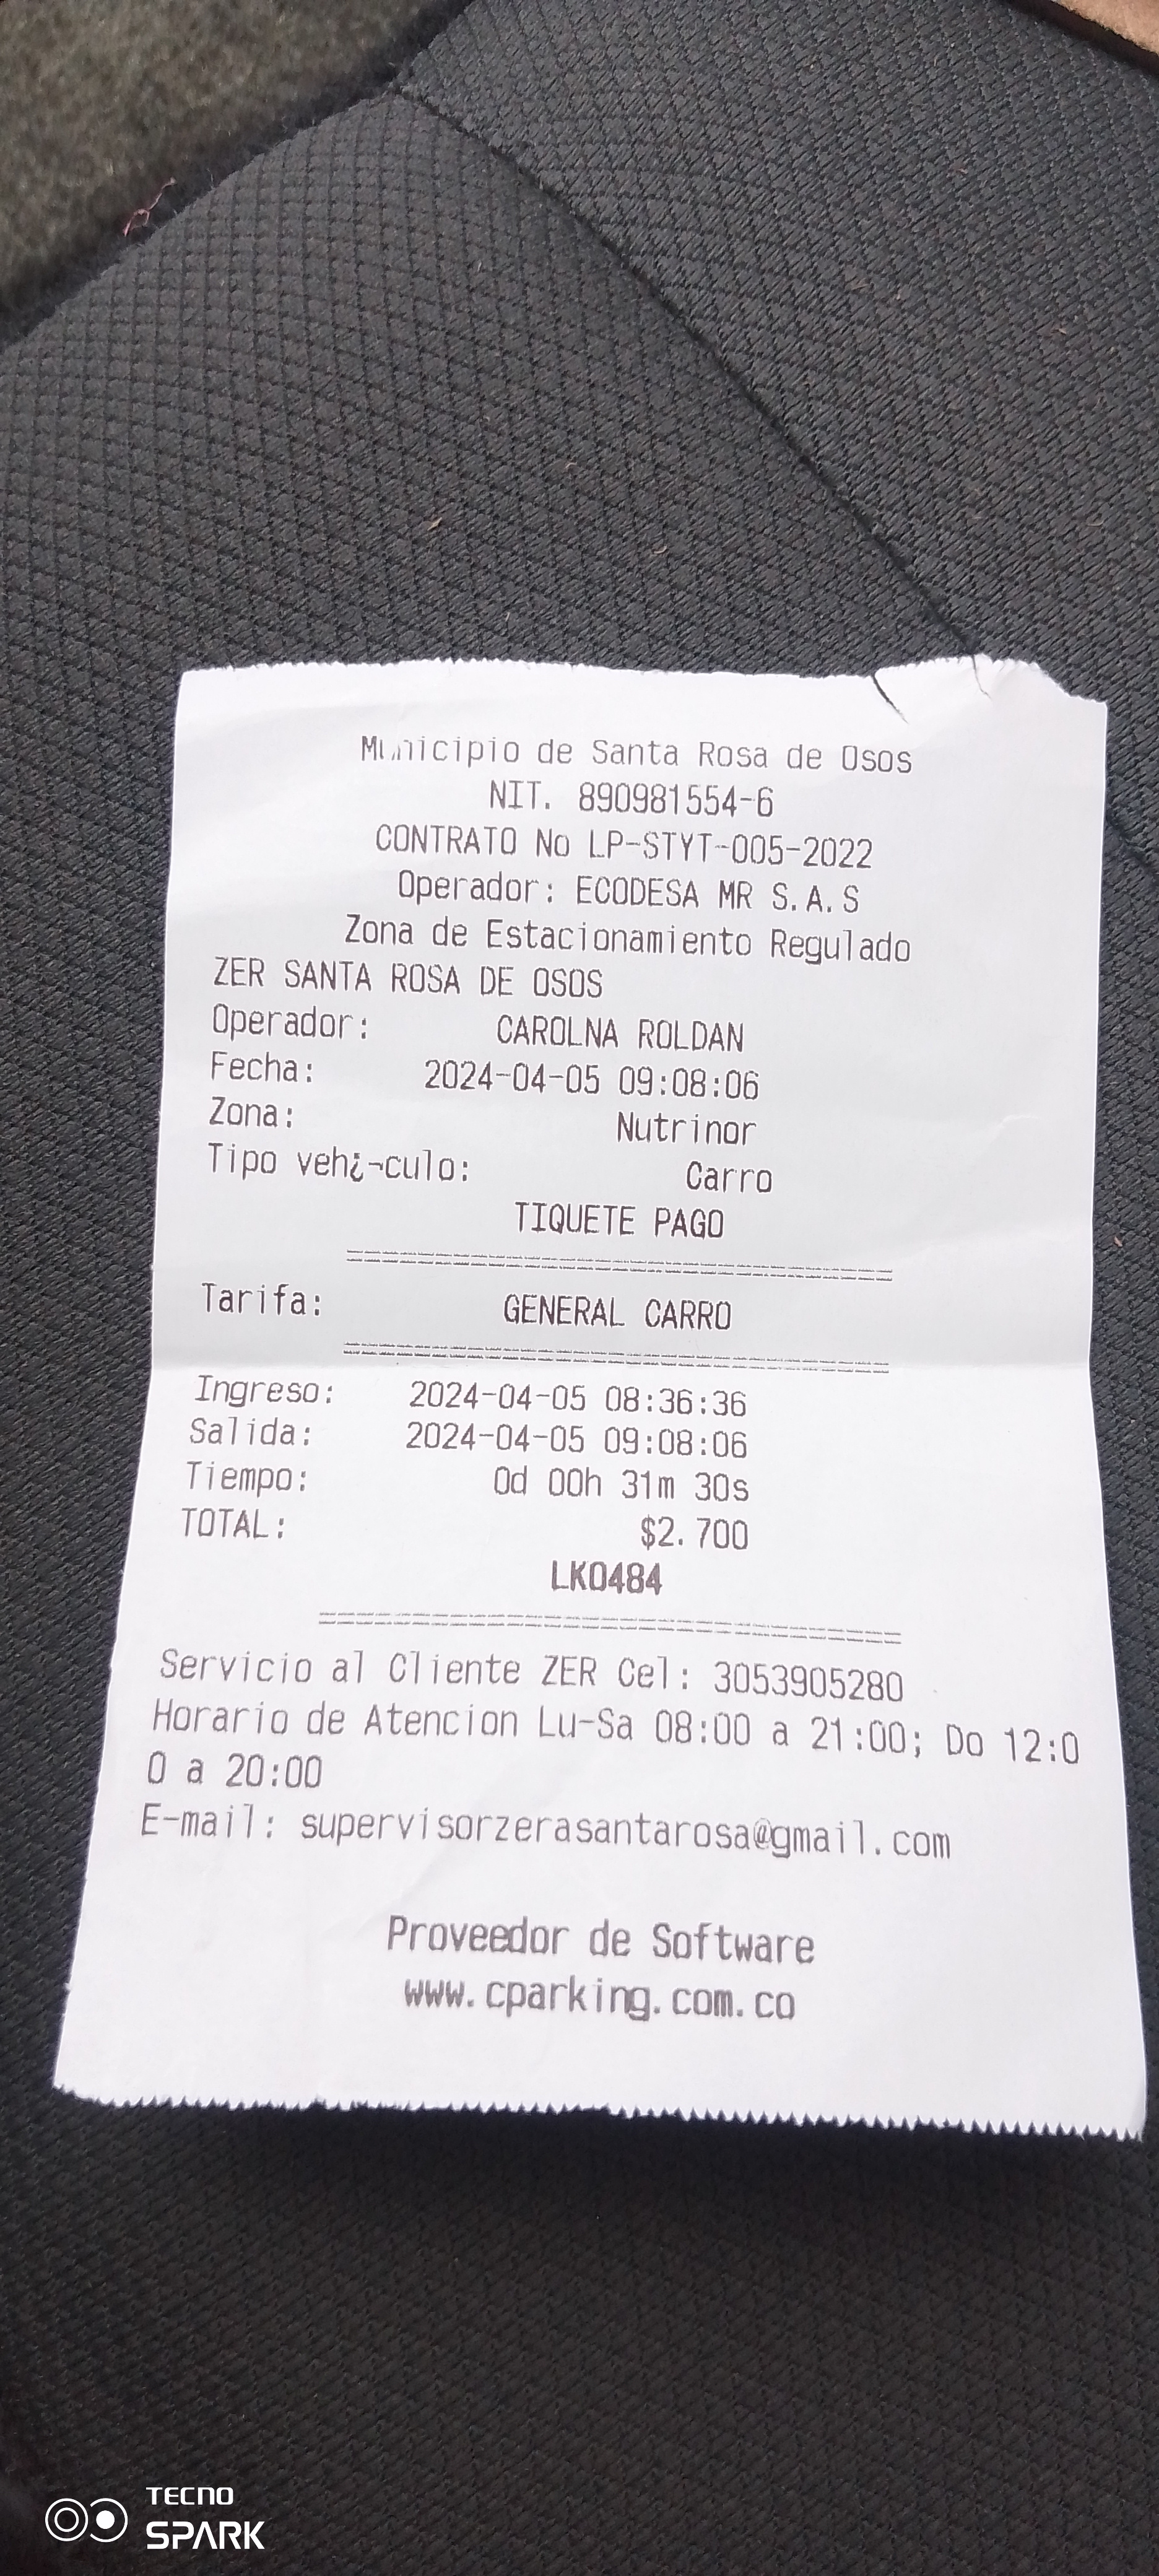 Municipio de Santa Rosa de Osos
NIT. 890981554-6
CONTRATO No LP-STYT-005-2022
Operador: ECODESA MR S.A.S
Zona de Estacionamiento Regulado
ZER SANTA ROSA DE OSOS
Operador: CAROLNA ROLDAN
Fecha: 2024-04-05 09:08:06
Zona: Nutrinor
Tipo veh¿¬culo: Carro
TIQUETE PAGO
Tarifa: GENERAL CARRO
Ingreso: 2024-04-05 08:36:36
Salida: 2024-04-05 09:08:06
Tiempo: 0d 00h 31m 30s
TOTAL: $2.700
LKO484
Servicio al Cliente ZER Cel: 3053905280
Horario de Atencion Lu-Sa 08:00 a 21:00; Do 12:0
0 a 20:00
E-mail: supervisorzerasantarosa@gmail.com
Proveedor de Software
www.cparking.com.co
TECNO
SPARK